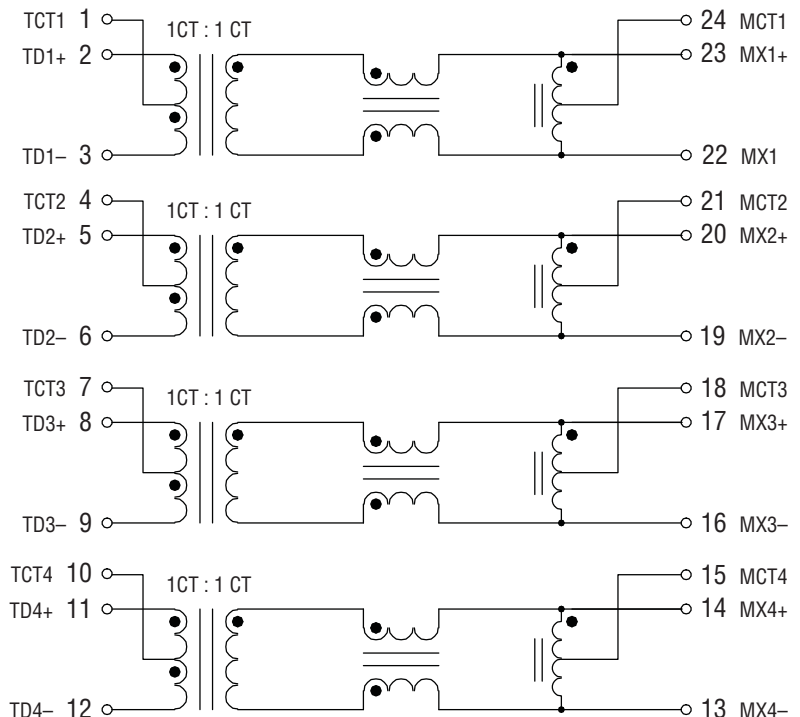 TCT1 1
1CT : 1 CT
24 MCT1
TD1+ 2
23 MX1+
TD1– 3
22 MX1
TCT2 4
1CT : 1 CT
21 MCT2
TD2+ 5
20 MX2+
TD2– 6
19 MX2–
TCT3 7
1CT : 1 CT
18 MCT3
TD3+ 8
17 MX3+
TD3– 9
16 MX3–
TCT4 10
1CT : 1 CT
15 MCT4
TD4+ 11
14 MX4+
TD4– 12
13 MX4–